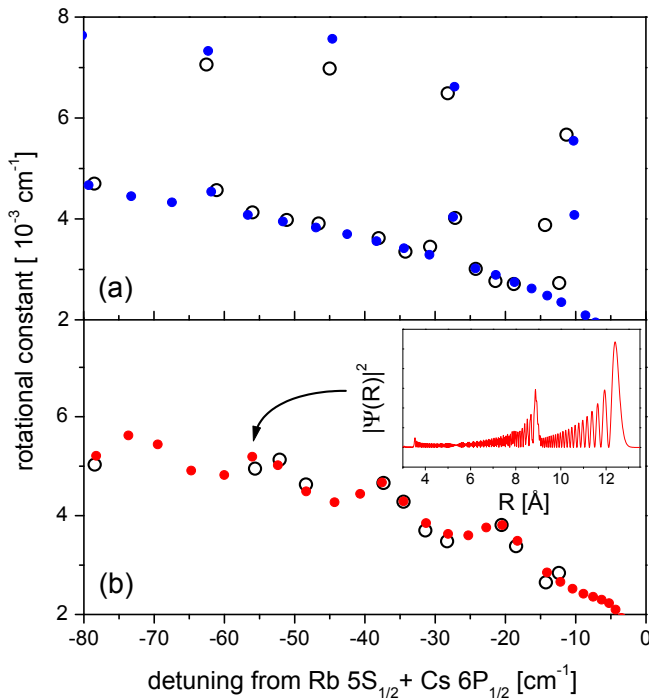 8
6
4
2
(a)
rotational constant [ 10⁻³ cm⁻¹]
|Ψ(R)|²
4 6 8 10 12
R [Å]
6
4
2
(b)
-80 -70 -60 -50 -40 -30 -20 -10 0
detuning from Rb 5S₁/₂+ Cs 6P₁/₂ [cm⁻¹]